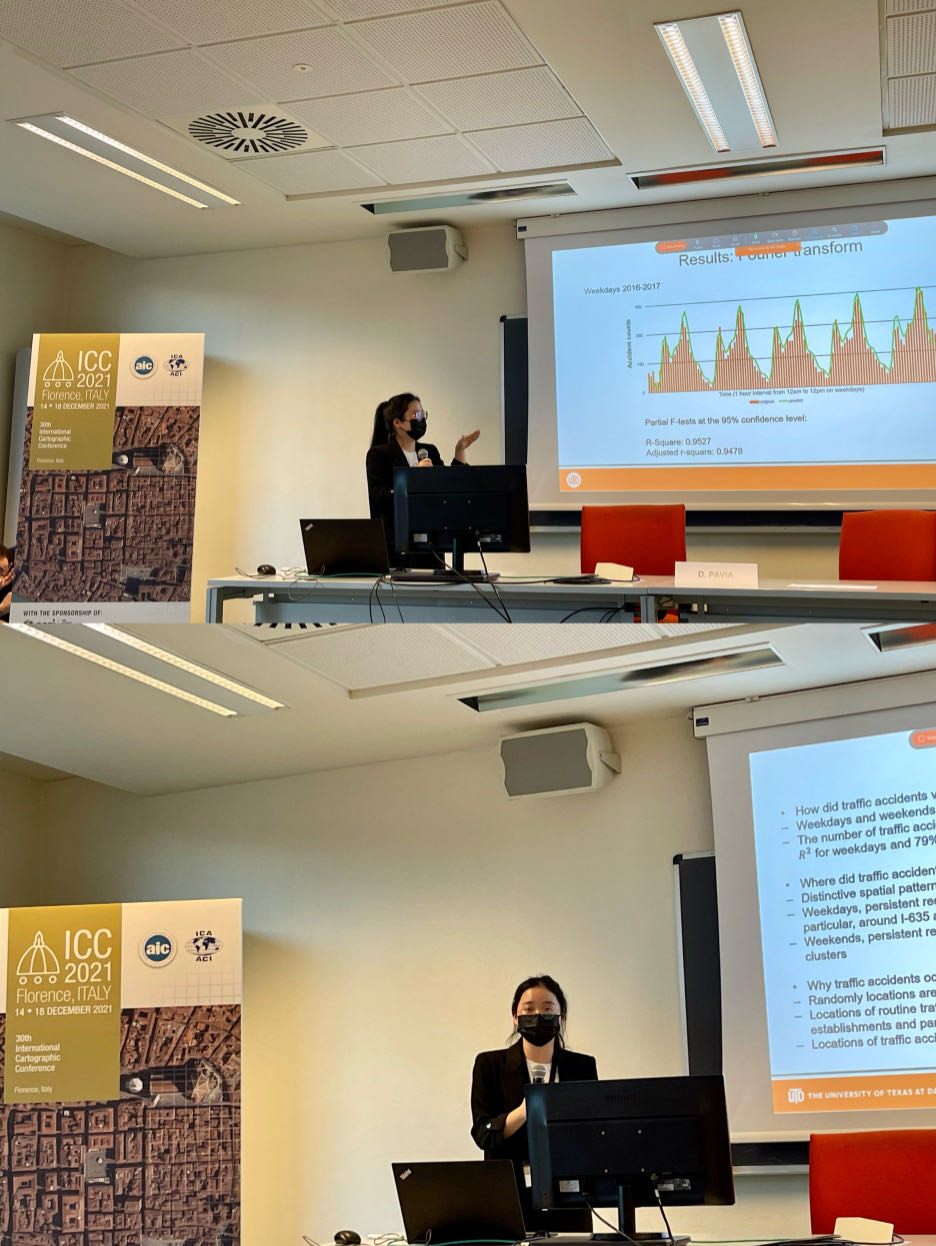 Results: Fourier transform
Weekdays 2016-2017
Accident counts
Time (1 hour interval from 12am to 12pm on weekdays)
original
predict
Partial F-tests at the 95% confidence level:
R-Square: 0.9527
Adjusted r-square: 0.9478
UTD
ICC
2021
Florence, ITALY
14 • 18 DECEMBER 2021
30th
International
Cartographic
Conference
Florence, Italy
aic
ICA
ACI
WITH THE SPONSORSHIP OF:
D. PAVIA
ICC
2021
Florence, ITALY
14 • 18 DECEMBER 2021
30th
International
Cartographic
Conference
Florence, Italy
aic
ICA
ACI
• How did traffic accidents v
– Weekdays and weekends
– The number of traffic acci
R² for weekdays and 79%
• Where did traffic acciden
– Distinctive spatial pattern
– Weekdays, persistent re
particular, around I-635 a
– Weekends, persistent re
clusters
• Why traffic accidents oc
– Randomly locations are
– Locations of routine tra
establishments and pa
– Locations of traffic acci
UTD THE UNIVERSITY OF TEXAS AT DA